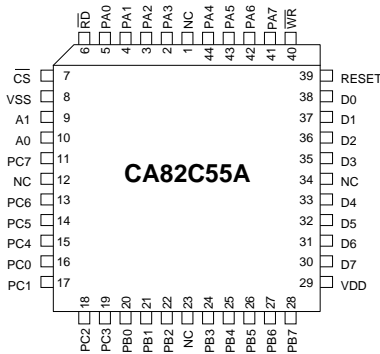 RD PA0 PA1 PA2 PA3 NC PA4 PA5 PA6 PA7 WR
6 5 4 3 2 1 44 43 42 41 40
CS 7 39 RESET
VSS 8 38 D0
A1 9 37 D1
A0 10 36 D2
PC7 11 35 D3
NC 12 34 NC
CA82C55A
PC6 13 33 D4
PC5 14 32 D5
PC4 15 31 D6
PC0 16 30 D7
PC1 17 29 VDD
18 19 20 21 22 23 24 25 26 27 28
PC2 PC3 PB0 PB1 PB2 NC PB3 PB4 PB5 PB6 PB7